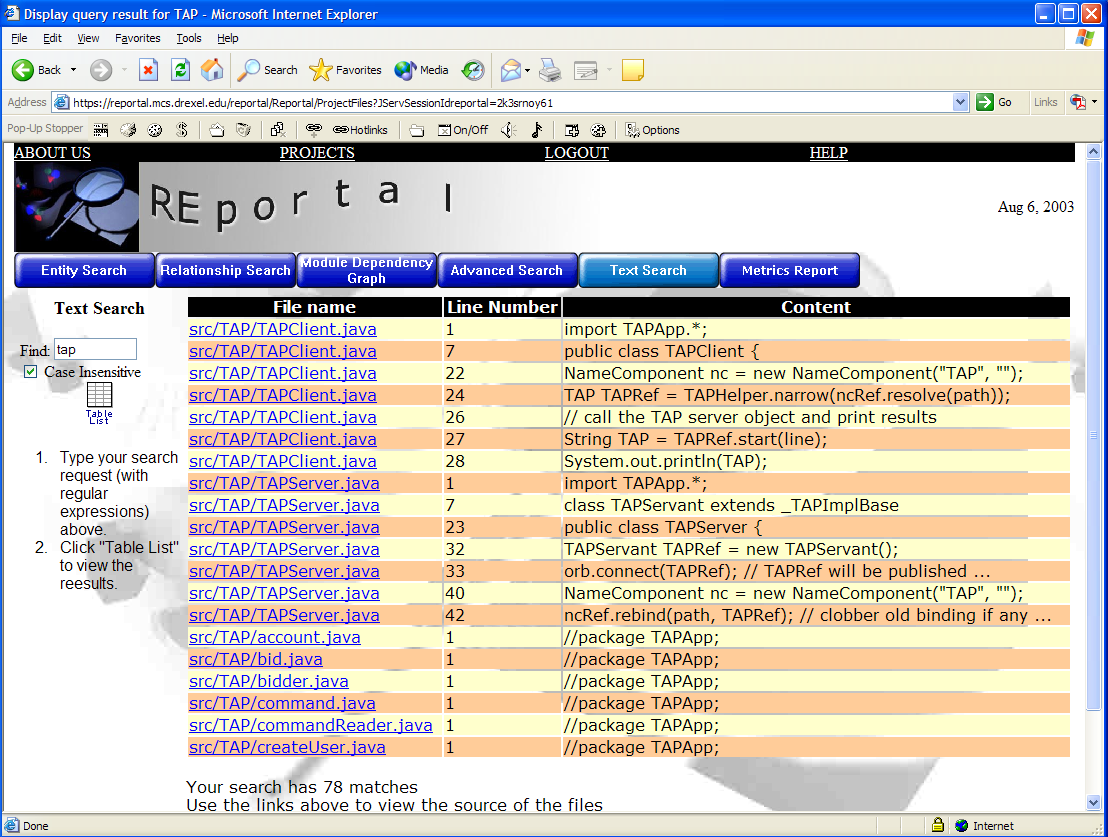 Display query result for TAP - Microsoft Internet Explorer
File Edit View Favorites Tools Help
Back Search Favorites Media
Address https://reportal.mcs.drexel.edu/reportal/Reportal/ProjectFiles?JServSessionIdreportal=2k3srnoy61 Go Links
Pop-Up Stopper Hotlinks On/Off Options
ABOUT US PROJECTS LOGOUT HELP
REportal
Aug 6, 2003
Entity Search Relationship Search Module Dependency Graph Advanced Search Text Search Metrics Report
Text Search
Find: tap
Case Insensitive
Table
List
1. Type your search
request (with
regular
expressions)
above.
2. Click "Table List"
to view the
reesults.
File name Line Number Content
src/TAP/TAPClient.java 1 import TAPApp.*;
src/TAP/TAPClient.java 7 public class TAPClient {
src/TAP/TAPClient.java 22 NameComponent nc = new NameComponent("TAP", "");
src/TAP/TAPClient.java 24 TAP TAPRef = TAPHelper.narrow(ncRef.resolve(path));
src/TAP/TAPClient.java 26 // call the TAP server object and print results
src/TAP/TAPClient.java 27 String TAP = TAPRef.start(line);
src/TAP/TAPClient.java 28 System.out.println(TAP);
src/TAP/TAPServer.java 1 import TAPApp.*;
src/TAP/TAPServer.java 7 class TAPServant extends _TAPImplBase
src/TAP/TAPServer.java 23 public class TAPServer {
src/TAP/TAPServer.java 32 TAPServant TAPRef = new TAPServant();
src/TAP/TAPServer.java 33 orb.connect(TAPRef); // TAPRef will be published ...
src/TAP/TAPServer.java 40 NameComponent nc = new NameComponent("TAP", "");
src/TAP/TAPServer.java 42 ncRef.rebind(path, TAPRef); // clobber old binding if any ...
src/TAP/account.java 1 //package TAPApp;
src/TAP/bid.java 1 //package TAPApp;
src/TAP/bidder.java 1 //package TAPApp;
src/TAP/command.java 1 //package TAPApp;
src/TAP/commandReader.java 1 //package TAPApp;
src/TAP/createUser.java 1 //package TAPApp;
Your search has 78 matches
Use the links above to view the source of the files
Done Internet